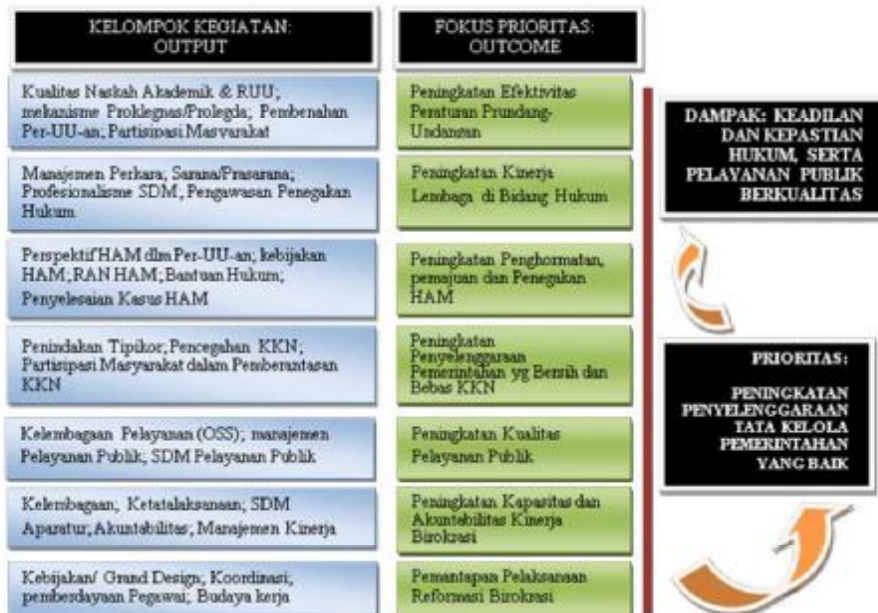 KELOMPOK KEGIATAN:
OUTPUT
Kualitas Naskah Akademik & RUU;
mekanisme Proklegnas/Prolegda; Pembenahan
Per-UU-an; Partisipasi Masyarakat
Manajemen Perkara; Sarana/Prasarana;
Profesionalisme SDM; Pengawasan Penegakan
Hukum
Perspektif HAM dlm Per-UU-an; kebijakan
HAM; RAN HAM; Bantuan Hukum;
Penyelesaian Kasus HAM
Penindakan Tipikor; Pencegahan KKN;
Partisipasi Masyarakat dalam Pemberantasan
KKN
Kelembagaan Pelayanan (OSS); manajemen
Pelayanan Publik; SDM Pelayanan Publik
Kelembagaan; Ketatalaksanaan; SDM
Aparatur; Akuntabilitas; Manajemen Kinerja
Kebijakan/ Grand Design; Koordinasi;
pemberdayaan Pegawai; Budaya kerja
FOKUS PRIORITAS:
OUTCOME
Peningkatan Efektivitas
Peraturan Prundang-
Undangan
Peningkatan Kinerja
Lembaga di Bidang Hukum
Peningkatan Penghormatan,
pemajuan dan Penegakan
HAM
Peningkatan
Penyelenggaraan
Pemerintahan yg Bersih dan
Bebas KKN
Peningkatan Kualitas
Pelayanan Publik
Peningkatan Kapasitas dan
Akuntabilitas Kinerja
Birokrasi
Pemantapan Pelaksanaan
Reformasi Birokrasi
DAMPAK: KEADILAN
DAN KEPASTIAN
HUKUM, SERTA
PELAYANAN PUBLIK
BERKUALITAS
PRIORITAS:
PENINGKATAN
PENYELENGGARAAN
TATA KELOLA
PEMERINTAHAN
YANG BAIK